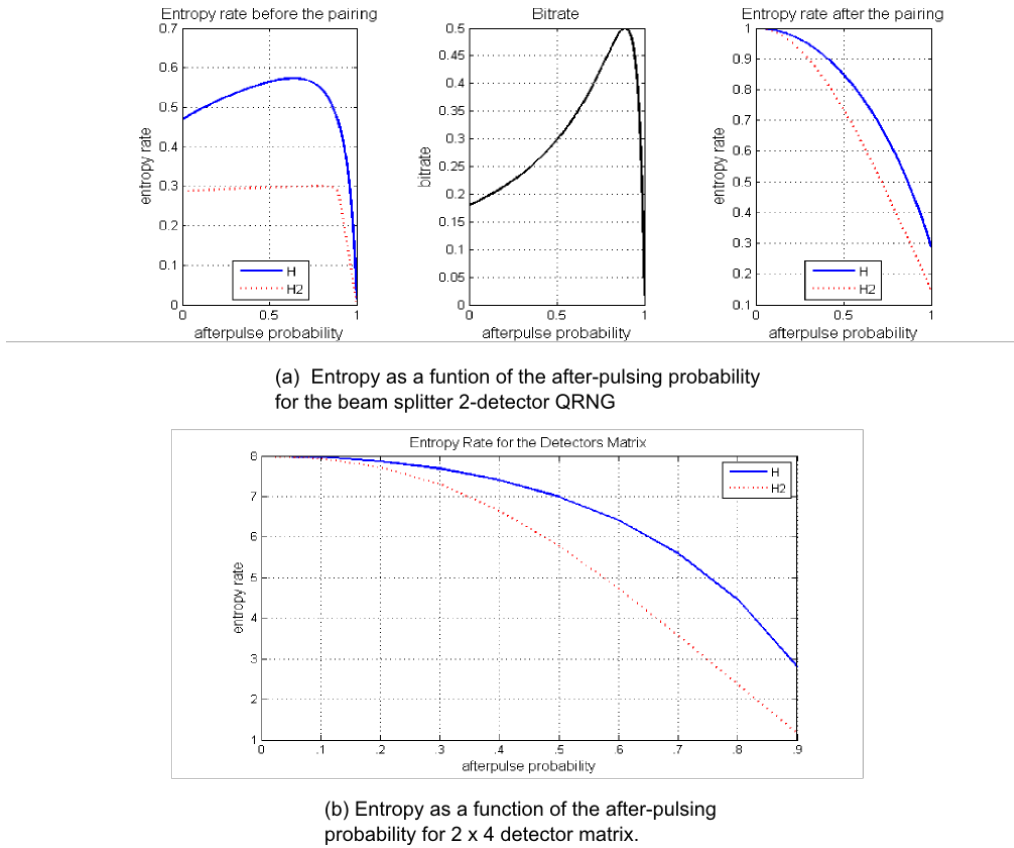 Entropy rate before the pairing
0.7
0.6
0.5
0.4
0.3
0.2
0.1
0
entropy rate
H
H2
0 0.5 1
afterpulse probability
Bitrate
0.5
0.45
0.4
0.35
0.3
0.25
0.2
0.15
0.1
0.05
0
bitrate
0 0.5 1
afterpulse probability
Entropy rate after the pairing
1
0.9
0.8
0.7
0.6
0.5
0.4
0.3
0.2
0.1
entropy rate
H
H2
0 0.5 1
afterpulse probability
(a) Entropy as a funtion of the after-pulsing probability
for the beam splitter 2-detector QRNG
Entropy Rate for the Detectors Matrix
8
7
6
5
4
3
2
1
entropy rate
H
H2
0 .1 .2 .3 .4 .5 .6 .7 .8 .9
afterpulse probability
(b) Entropy as a function of the after-pulsing
probability for 2 x 4 detector matrix.